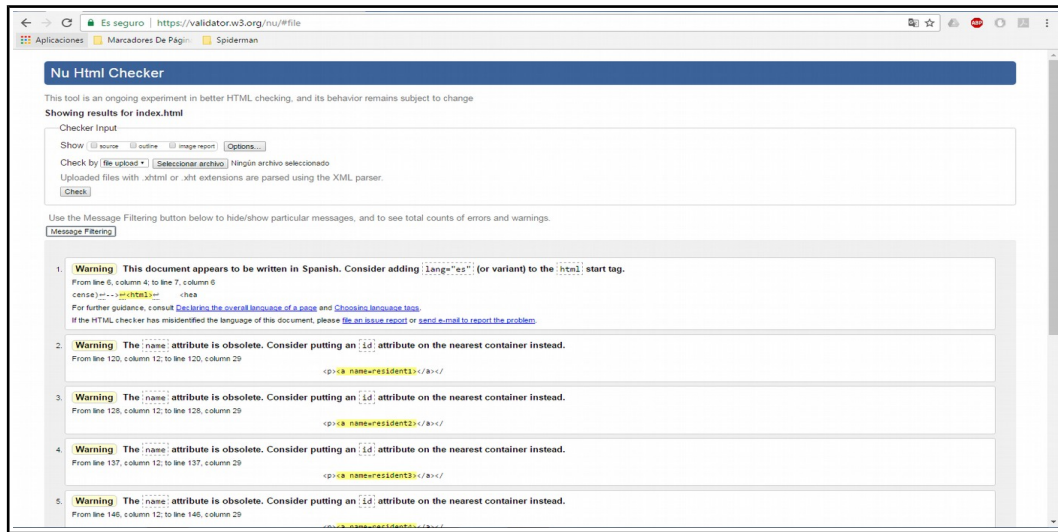 Es seguro | https://validator.w3.org/nu/#file
Aplicaciones Marcadores De Págin Spiderman
Nu Html Checker
This tool is an ongoing experiment in better HTML checking, and its behavior remains subject to change
Showing results for index.html
Checker Input
Show source outline image report Options...
Check by file upload Seleccionar archivo Ningún archivo seleccionado
Uploaded files with .xhtml or .xht extensions are parsed using the XML parser.
Check
Use the Message Filtering button below to hide/show particular messages, and to see total counts of errors and warnings.
Message Filtering
1. Warning This document appears to be written in Spanish. Consider adding lang="es" (or variant) to the html start tag.
From line 6, column 4; to line 7, column 6
cense)↩-->↩<html>↩ <hea
For further guidance, consult Declaring the overall language of a page and Choosing language tags.
If the HTML checker has misidentified the language of this document, please file an issue report or send e-mail to report the problem.
2. Warning The name attribute is obsolete. Consider putting an id attribute on the nearest container instead.
From line 120, column 12; to line 120, column 29
<p><a name=resident1></a></
3. Warning The name attribute is obsolete. Consider putting an id attribute on the nearest container instead.
From line 128, column 12; to line 128, column 29
<p><a name=resident2></a></
4. Warning The name attribute is obsolete. Consider putting an id attribute on the nearest container instead.
From line 137, column 12; to line 137, column 29
<p><a name=resident3></a></
5. Warning The name attribute is obsolete. Consider putting an id attribute on the nearest container instead.
From line 146, column 12; to line 146, column 29